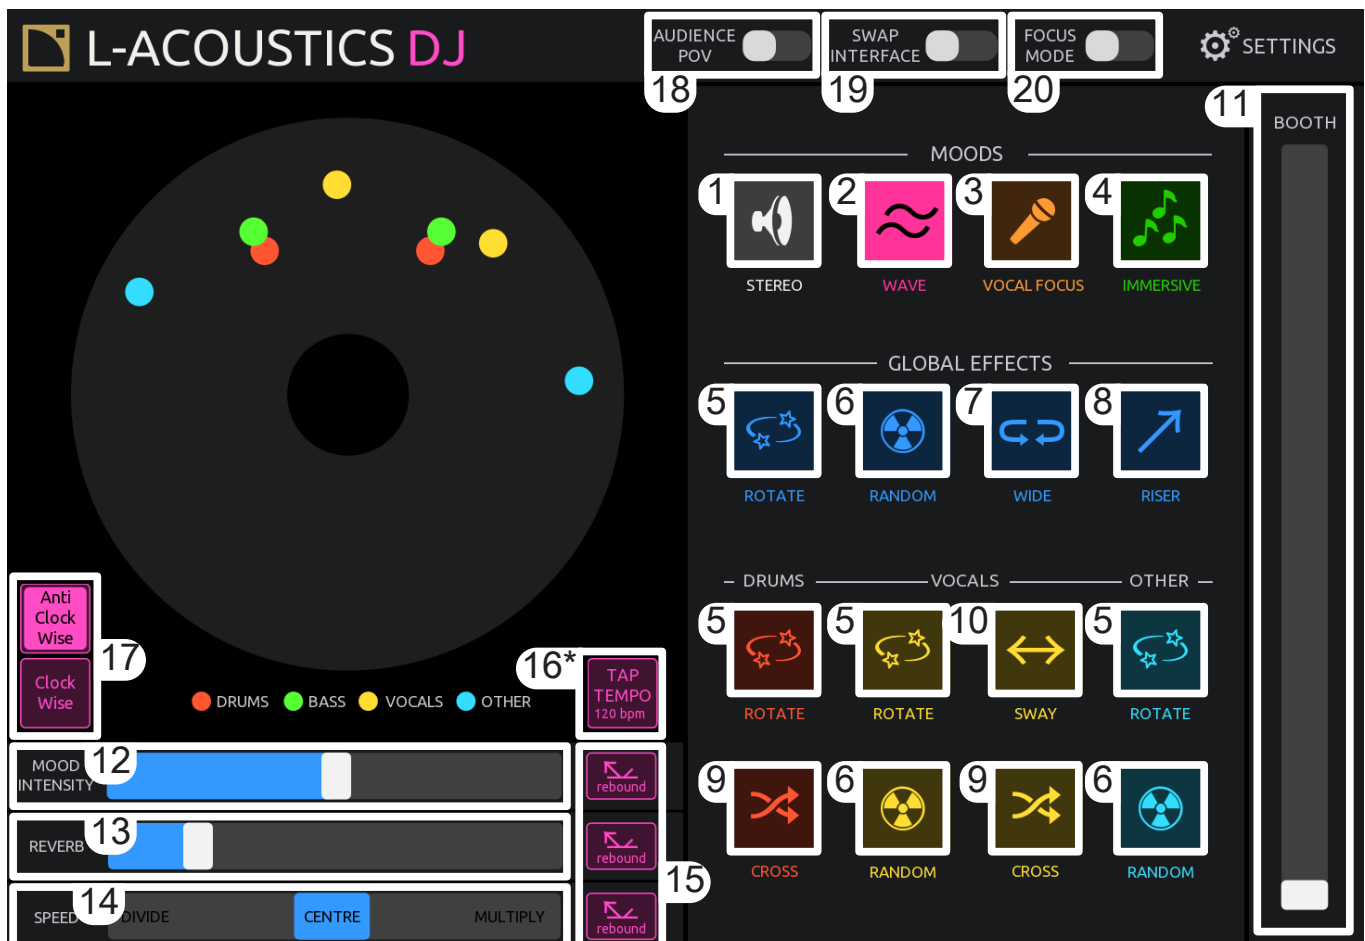 L-ACOUSTICS DJ
AUDIENCE
POV
18
SWAP
INTERFACE
19
FOCUS
MODE
20
SETTINGS
11
BOOTH
MOODS
1
2
3
4
STEREO
WAVE
VOCAL FOCUS
IMMERSIVE
GLOBAL EFFECTS
5
6
7
8
ROTATE
RANDOM
WIDE
RISER
DRUMS
VOCALS
OTHER
5
5
10
5
ROTATE
ROTATE
SWAY
ROTATE
9
6
9
6
CROSS
RANDOM
CROSS
RANDOM
Anti
Clock
Wise
17
Clock
Wise
DRUMS
BASS
VOCALS
OTHER
16*
TAP
TEMPO
120 bpm
MOOD
INTENSITY
12
rebound
REVERB
13
rebound
15
SPEED
14
DIVIDE
CENTRE
MULTIPLY
rebound